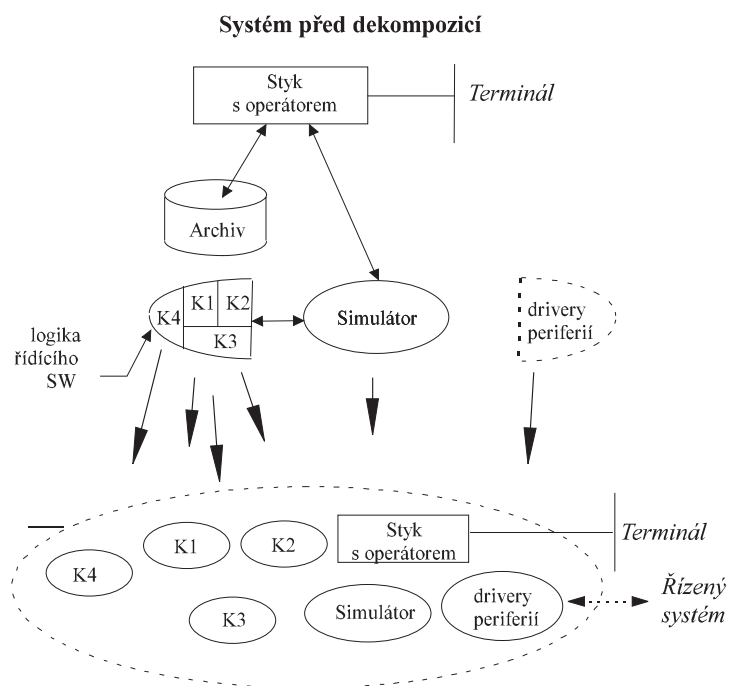 Systém před dekompozicí
Styk
s operátorem
Terminál
Archiv
K4
K1
K2
K3
Simulátor
drivery
periferií
logika
řídícího
SW
Styk
s operátorem
Terminál
K1
K2
K4
K3
Simulátor
drivery
periferií
Řízený
systém